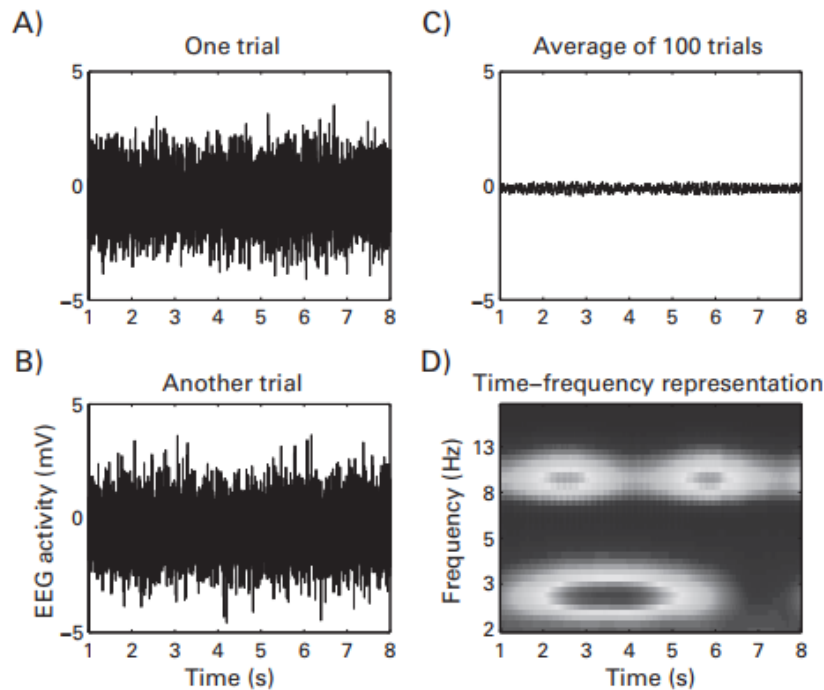 A)
One trial
5
0
–5
1 2 3 4 5 6 7 8
B)
Another trial
EEG activity (mV)
5
0
–5
1 2 3 4 5 6 7 8
Time (s)
C)
Average of 100 trials
5
0
–5
1 2 3 4 5 6 7 8
D)
Time–frequency representation
Frequency (Hz)
13
8
5
3
2
1 2 3 4 5 6 7 8
Time (s)